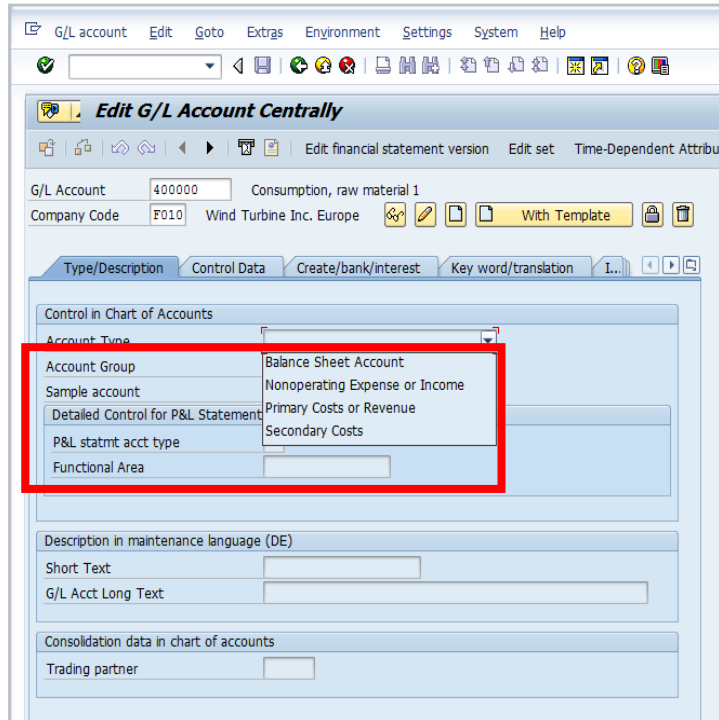 G/L account Edit Goto Extras Environment Settings System Help
Edit G/L Account Centrally
Edit financial statement version Edit set Time-Dependent Attribu
G/L Account 400000 Consumption, raw material 1
Company Code F010 Wind Turbine Inc. Europe With Template
Type/Description Control Data Create/bank/interest Key word/translation I...
Control in Chart of Accounts
Account Type
Account Group
Balance Sheet Account
Nonoperating Expense or Income
Primary Costs or Revenue
Secondary Costs
Sample account
Detailed Control for P&L Statement
P&L statmt acct type
Functional Area
Description in maintenance language (DE)
Short Text
G/L Acct Long Text
Consolidation data in chart of accounts
Trading partner